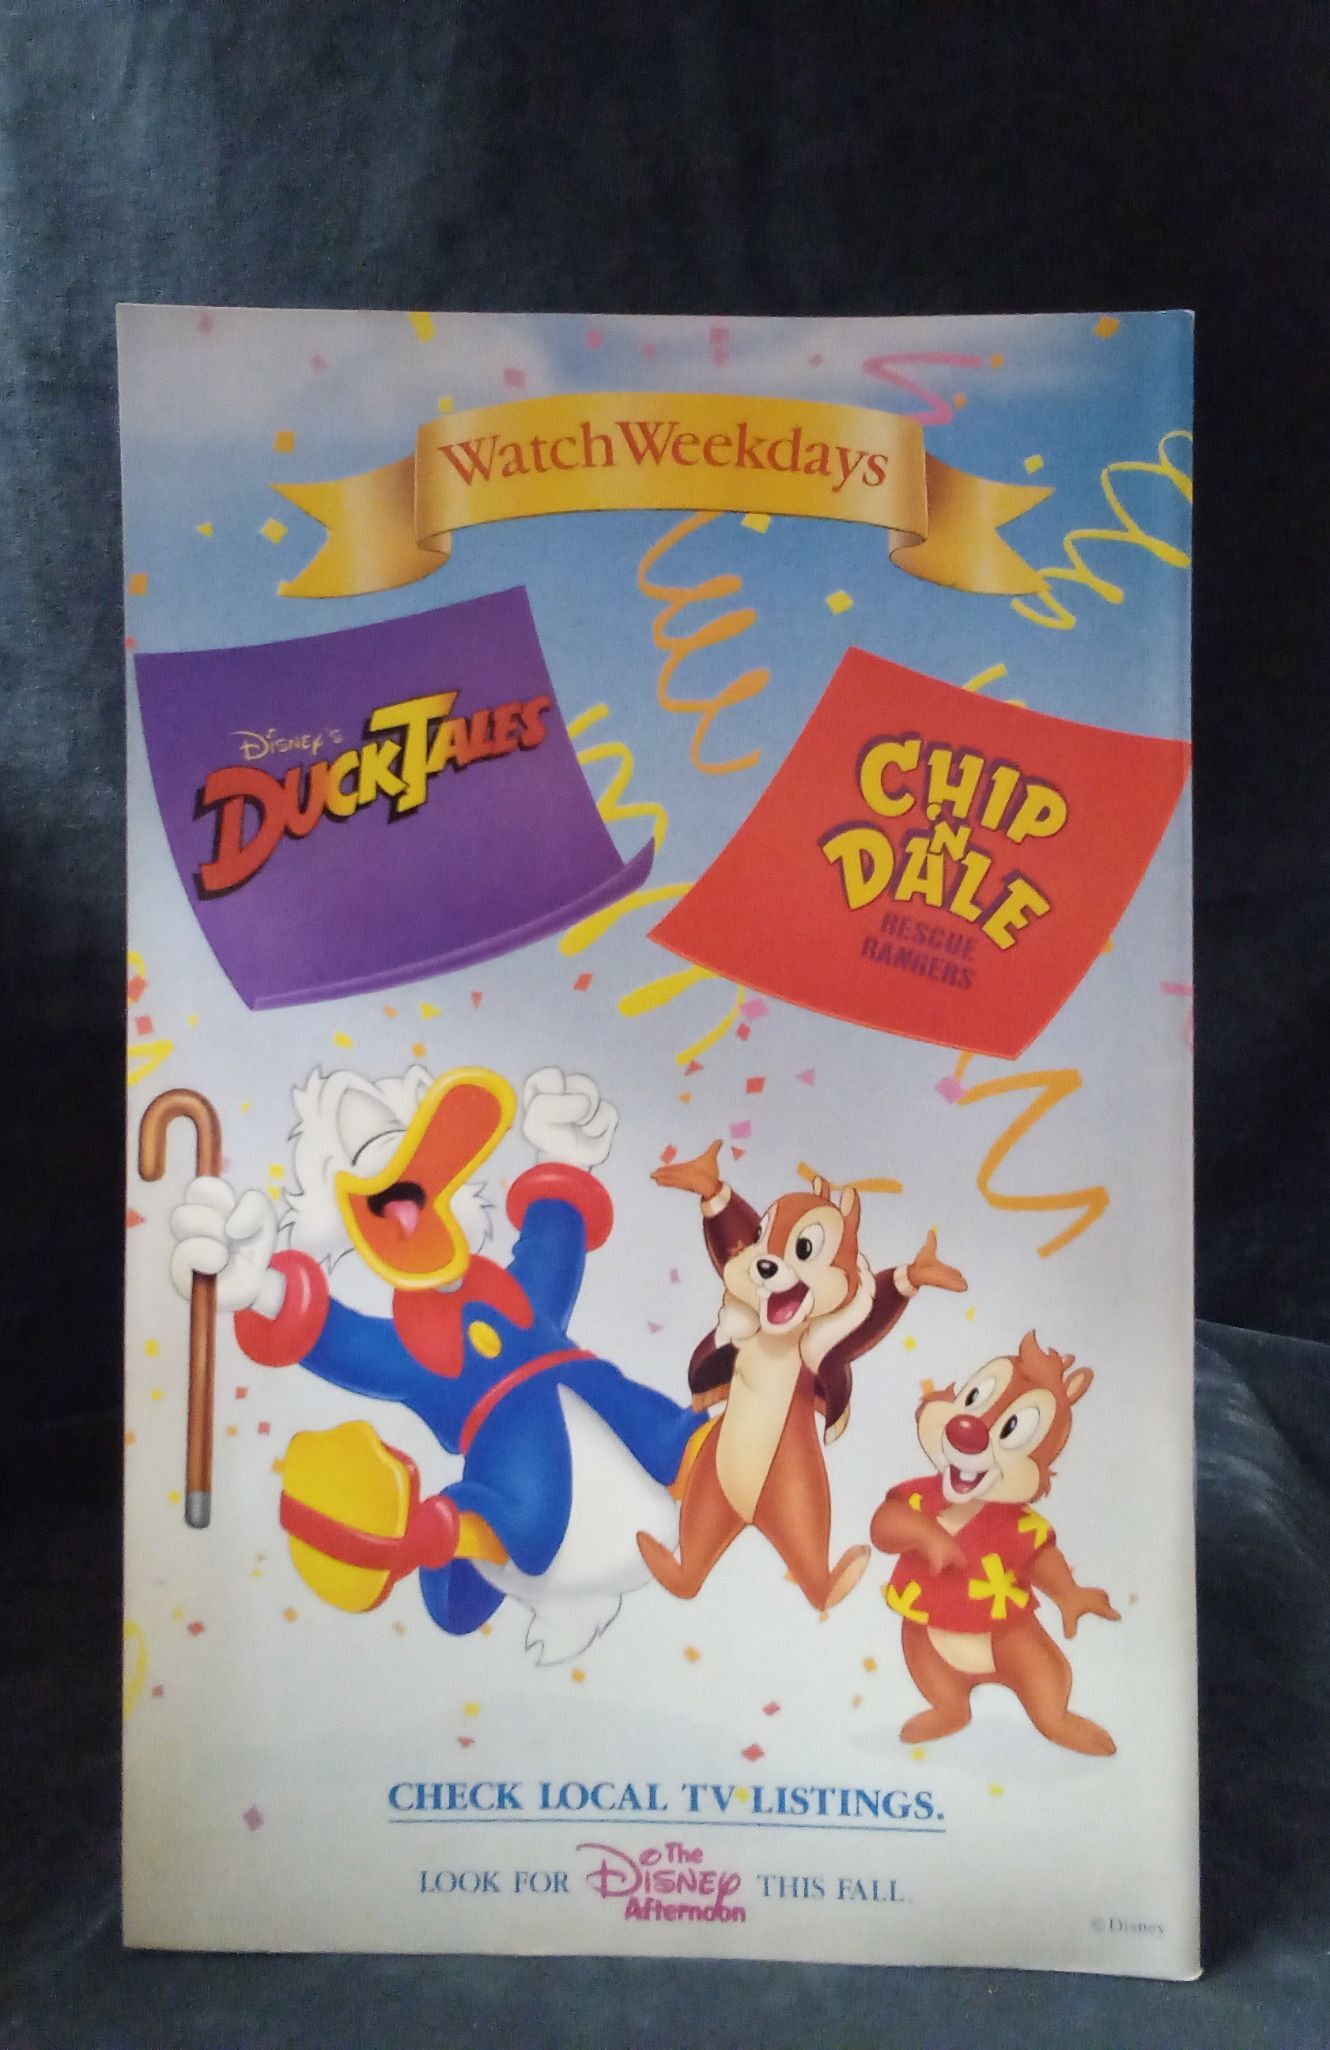 Watch Weekdays
DISNEY'S
DUCKTALES
CHIP
'N
DALE
RESCUE
RANGERS
CHECK LOCAL TV LISTINGS.
LOOK FOR The DISNEY Afternoon THIS FALL.
© Disney